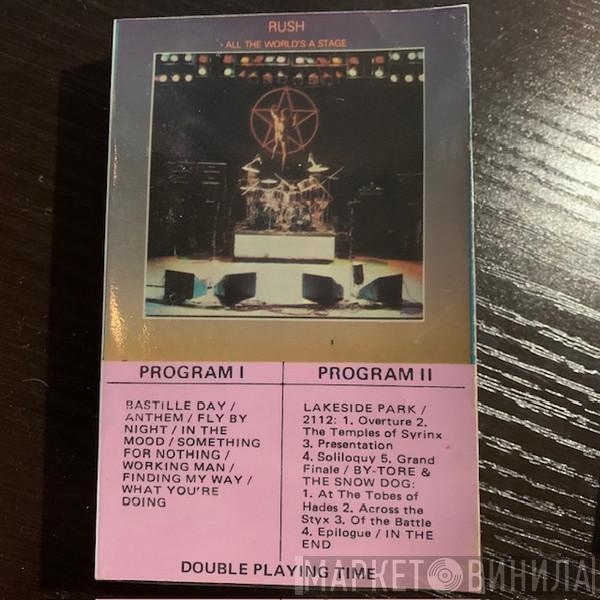 RUSH
ALL THE WORLD'S A STAGE
PROGRAM I
BASTILLE DAY /
ANTHEM / FLY BY
NIGHT / IN THE
MOOD / SOMETHING
FOR NOTHING /
WORKING MAN /
FINDING MY WAY /
WHAT YOU'RE
DOING
PROGRAM II
LAKESIDE PARK /
2112: 1. Overture 2.
The Temples of Syrinx
3. Presentation
4. Soliloquy 5. Grand
Finale / BY-TORE &
THE SNOW DOG:
1. At The Tobes of
Hades 2. Across the
Styx 3. Of the Battle
4. Epilogue / IN THE
END
DOUBLE PLAYING TIME
МАРКЕТ ВИНИЛА